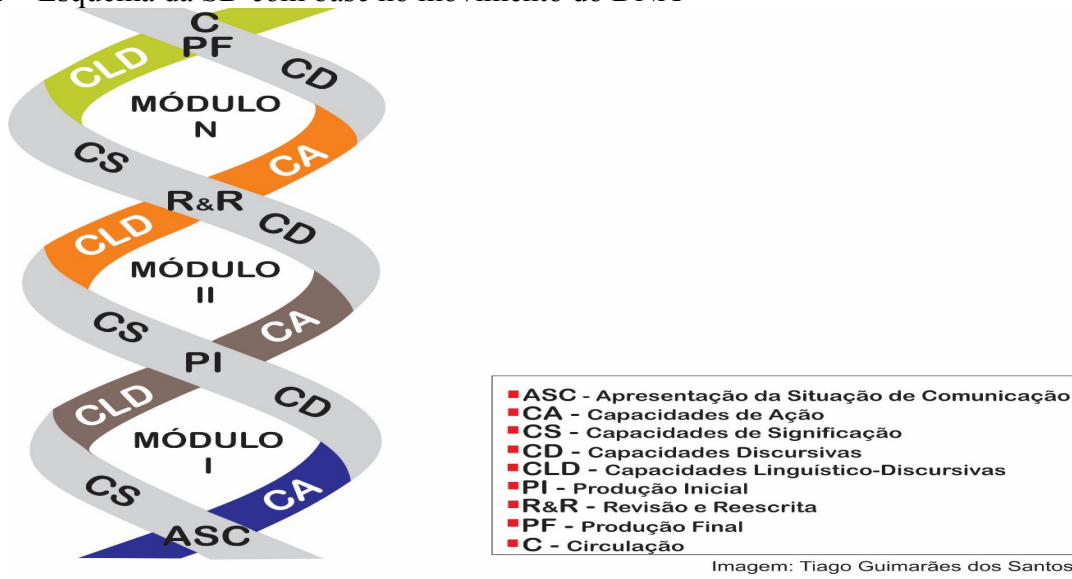 Esquema da SD com base no movimento do DNA
C
PF
CLD
CD
MÓDULO
N
CS
CA
R&R
CLD
CD
MÓDULO
II
CS
CA
PI
CLD
CD
MÓDULO
I
CS
CA
ASC
ASC - Apresentação da Situação de Comunicação
CA - Capacidades de Ação
CS - Capacidades de Significação
CD - Capacidades Discursivas
CLD - Capacidades Linguístico-Discursivas
PI - Produção Inicial
R&R - Revisão e Reescrita
PF - Produção Final
C - Circulação
Imagem: Tiago Guimarães dos Santos